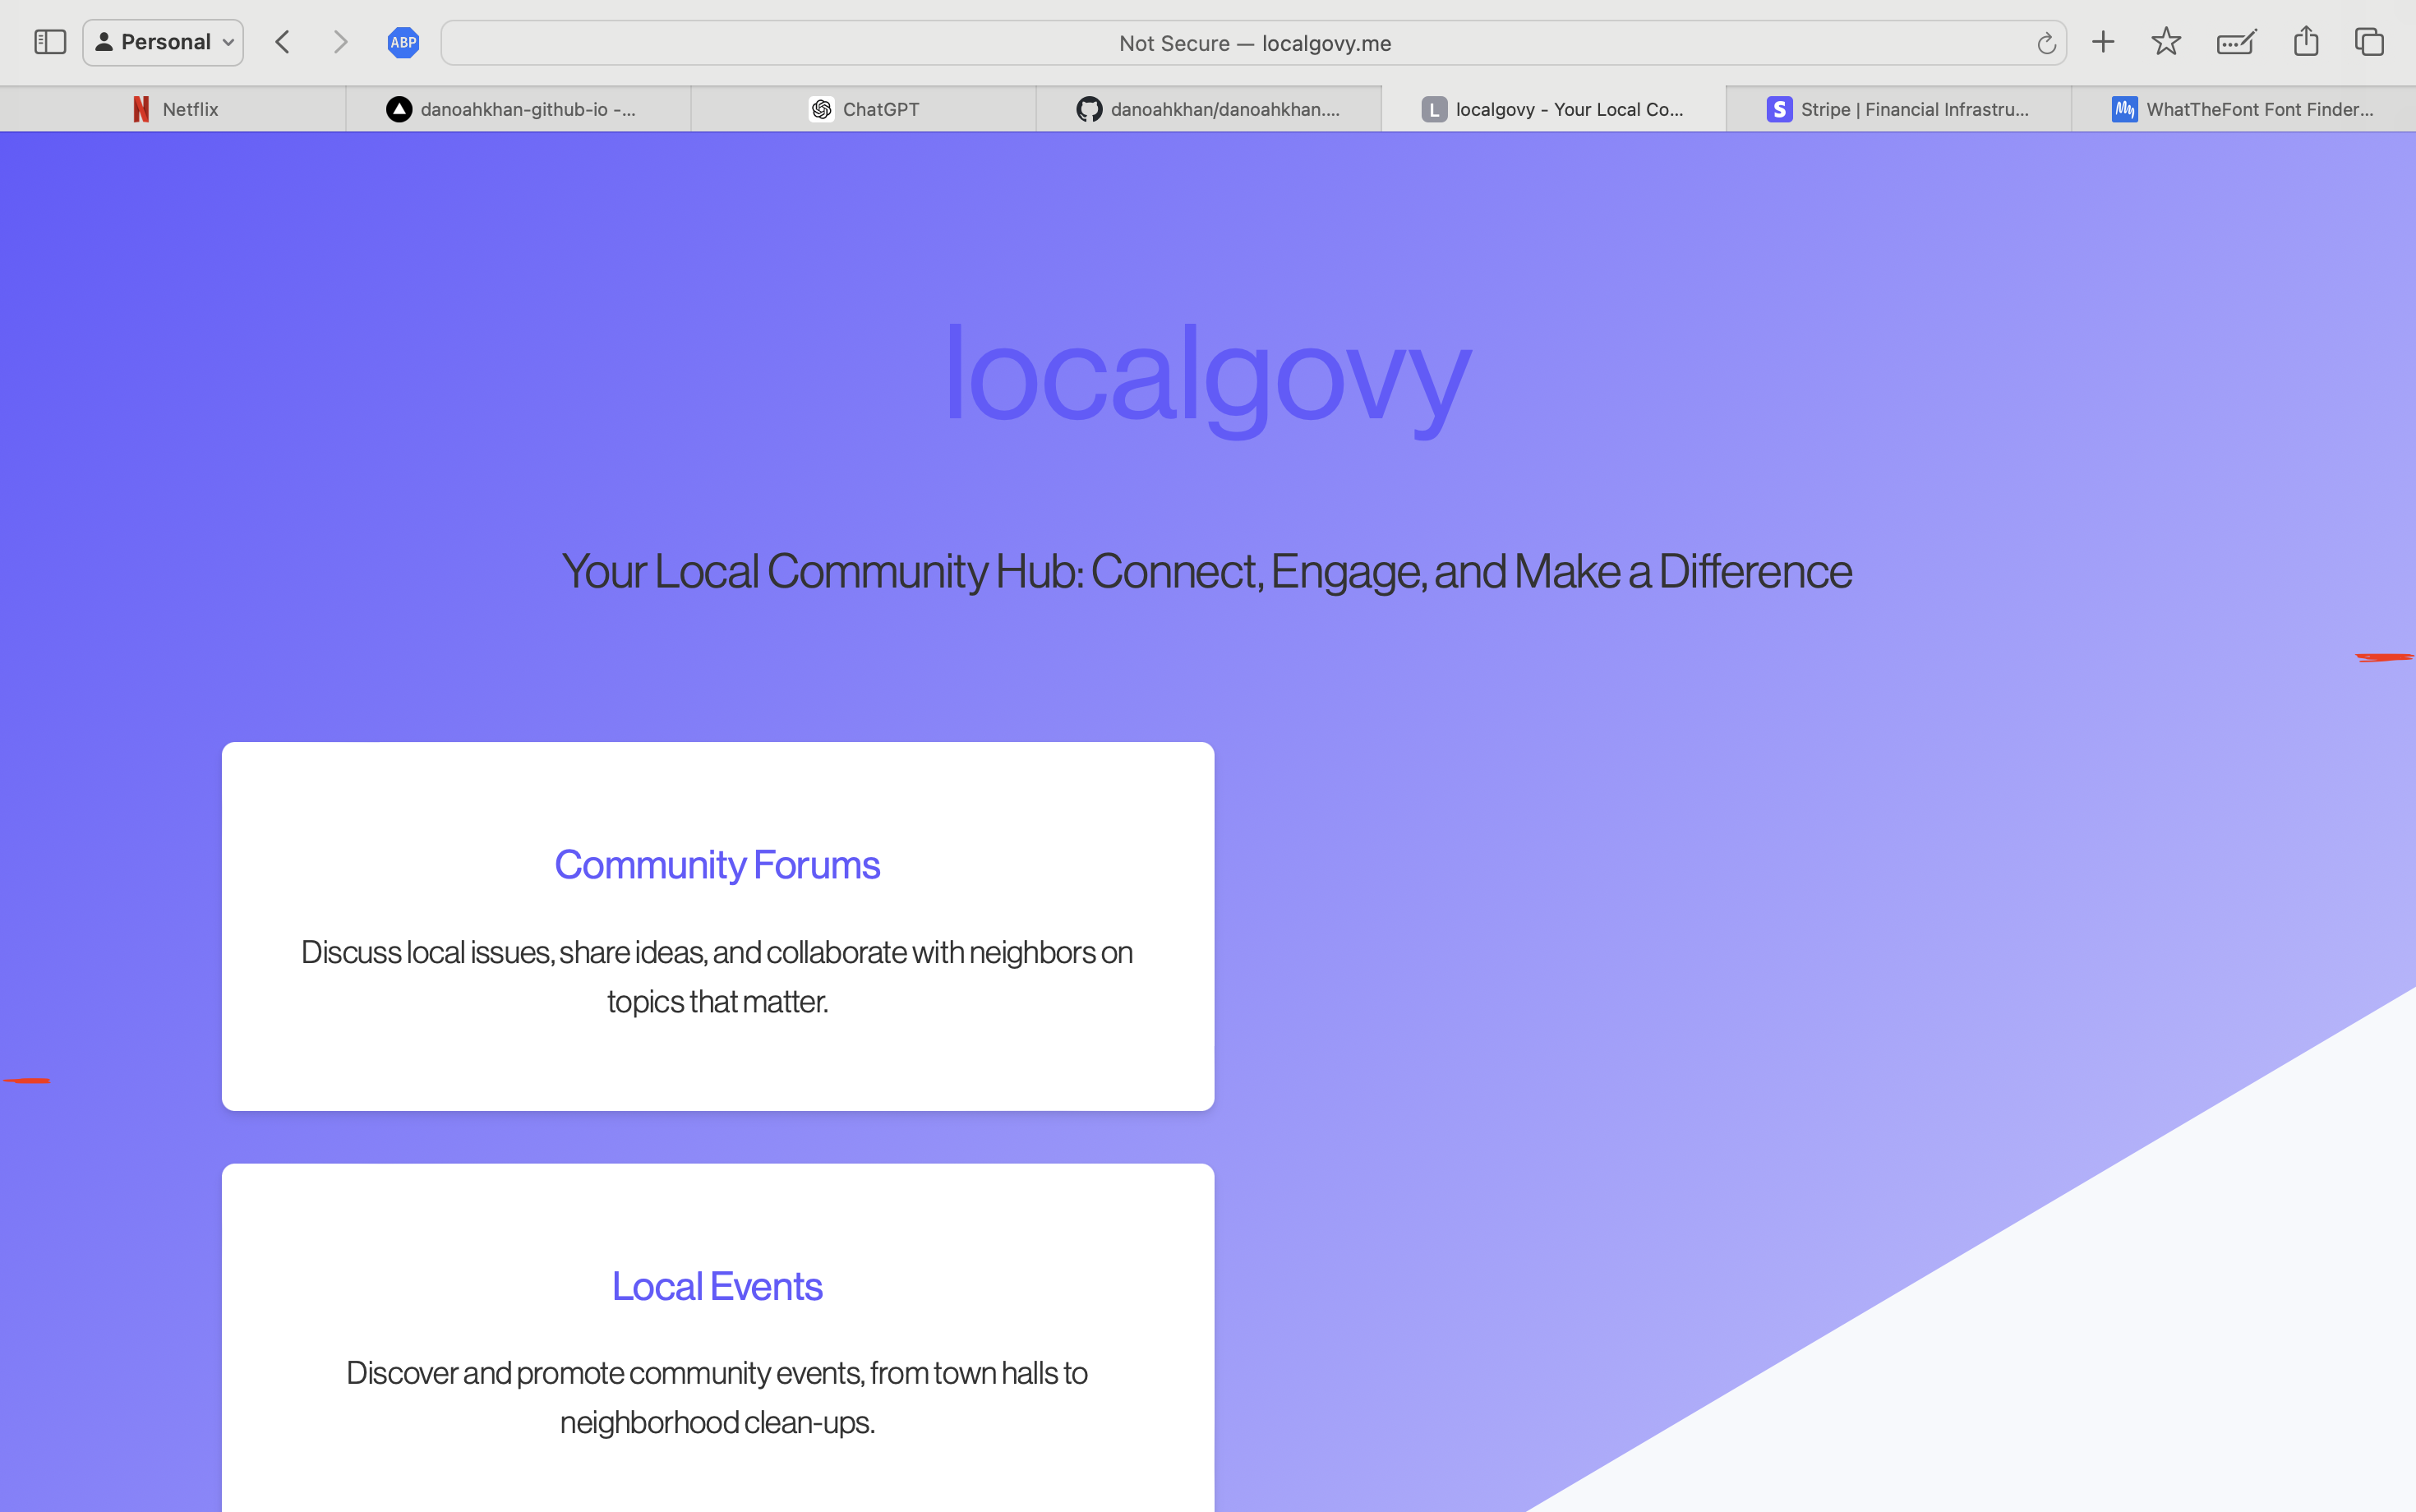 Personal
ABP
Not Secure — localgovy.me
Netflix
danoahkhan-github-io -...
ChatGPT
danoahkhan/danoahkhan....
L
localgovy - Your Local Co...
S
Stripe | Financial Infrastru...
My
WhatTheFont Font Finder...
localgovy
Your Local Community Hub: Connect, Engage, and Make a Difference
Community Forums
Discuss local issues, share ideas, and collaborate with neighbors on
topics that matter.
Local Events
Discover and promote community events, from town halls to
neighborhood clean-ups.